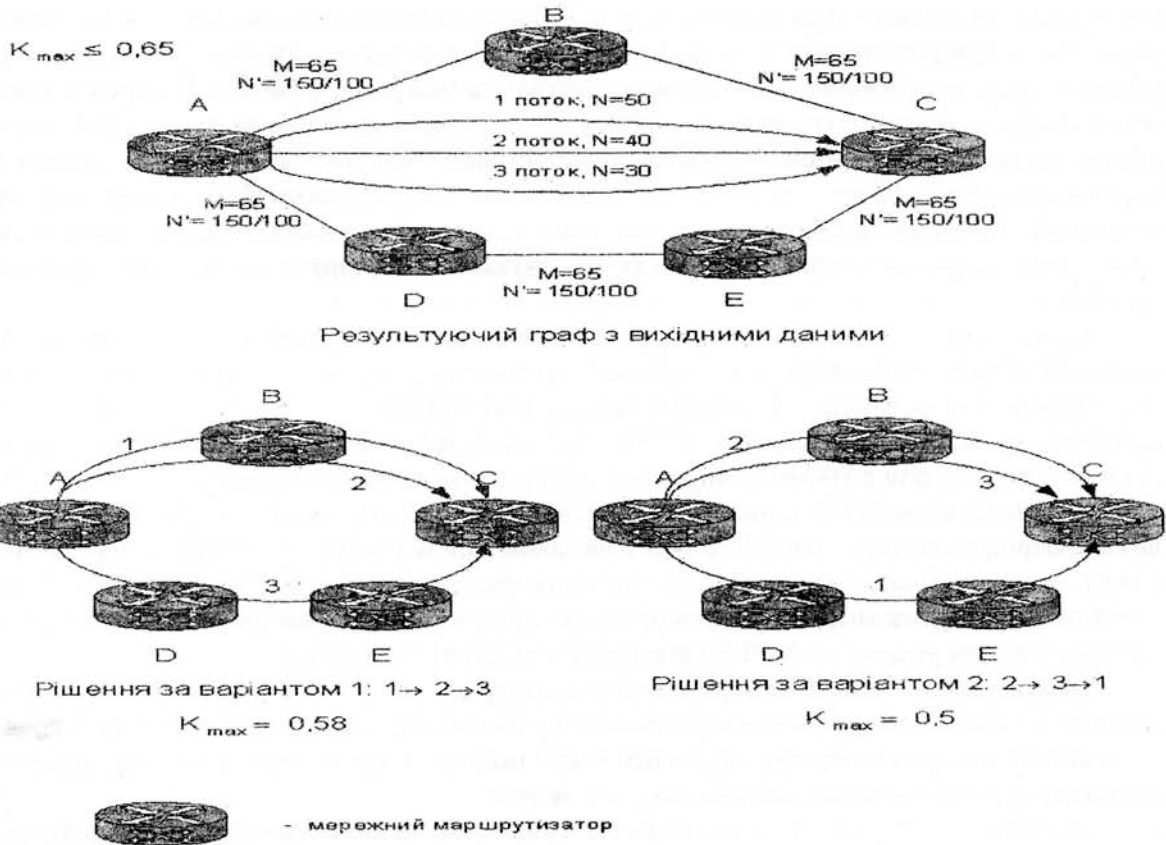 B
K max ≤ 0,65
M=65
N'= 150/100
M=65
N'= 150/100
A
C
1 поток, N=50
2 поток, N=40
3 поток, N=30
M=65
N'= 150/100
M=65
N'= 150/100
D
M=65
N'= 150/100
E
Результуючий граф з вихідними даними
B
1
A
2
C
3
D
E
B
2
A
3
C
1
D
E
Рішення за варіантом 1: 1→ 2→3
K max = 0,58
Рішення за варіантом 2: 2→ 3→1
K max = 0,5
- мережний маршрутизатор